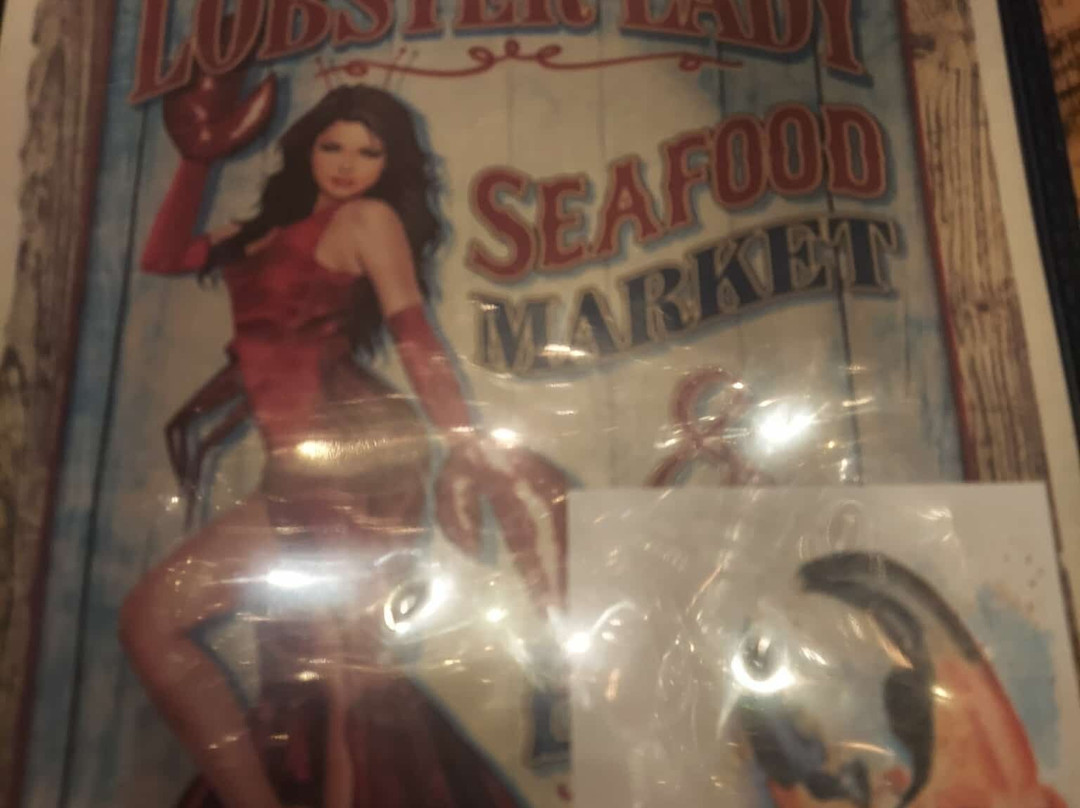 LOBSTER LADY
SEAFOOD
MARKET
&